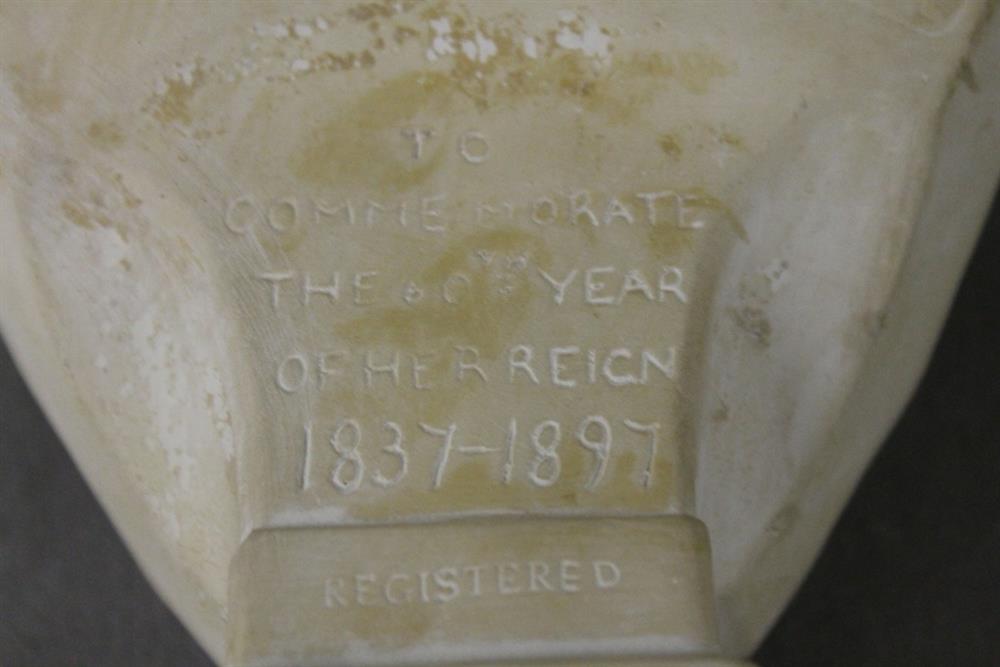 TO
COMMEMORATE
THE 60TH YEAR
OF HER REIGN
1837-1897
REGISTERED